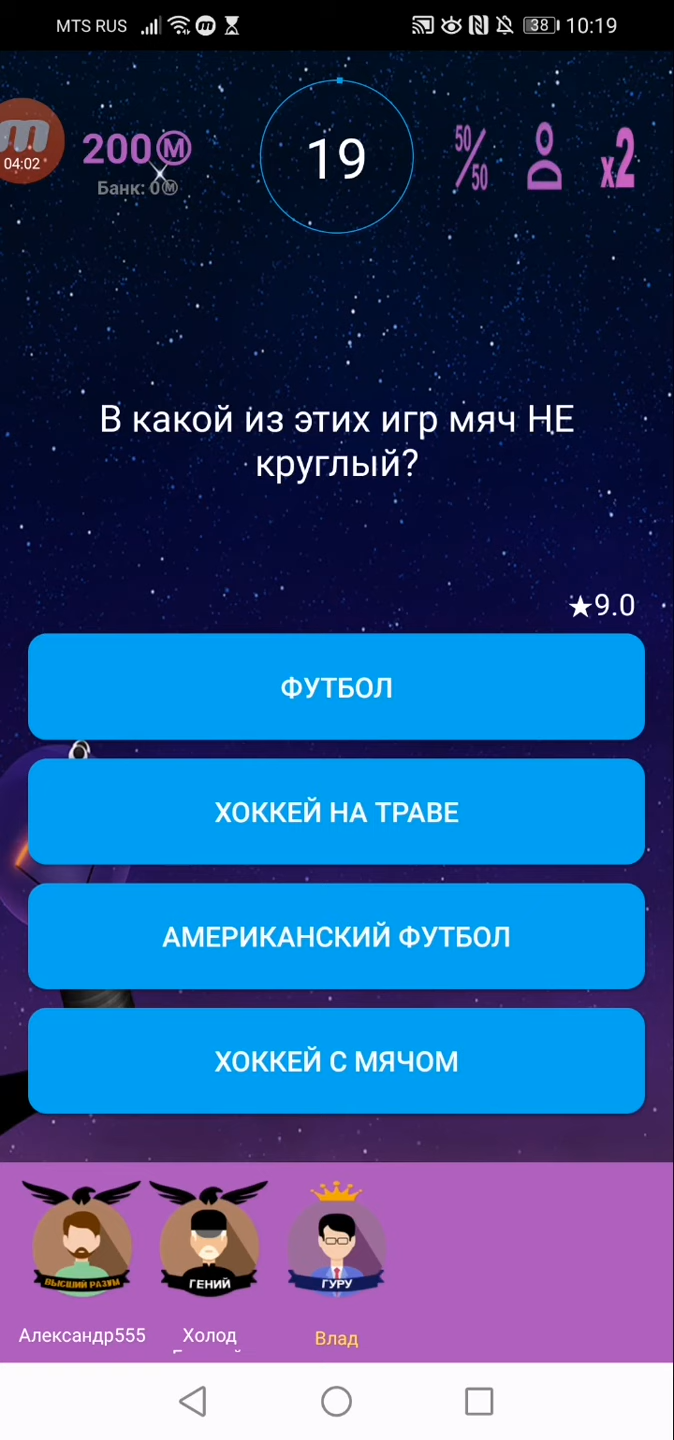 MTS RUS 38 10:19
04:02
200 M
Банк: 0 M
19
50/50
x2
В какой из этих игр мяч НЕ
круглый?
★9.0
ФУТБОЛ
ХОККЕЙ НА ТРАВЕ
АМЕРИКАНСКИЙ ФУТБОЛ
ХОККЕЙ С МЯЧОМ
ВЫСШИЙ РАЗУМ ГЕНИЙ ГУРУ
Александр555 Холод Влад